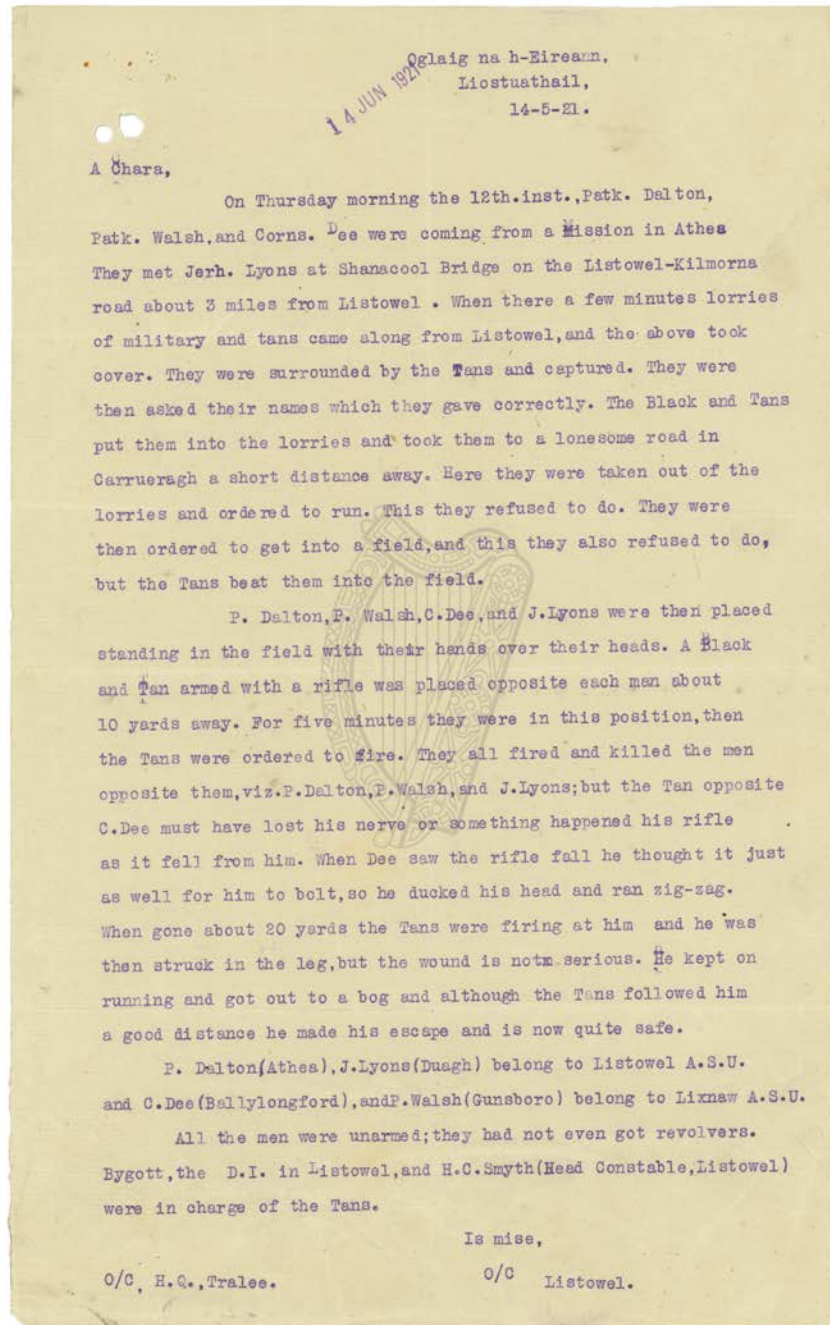 Oglaig na h-Eireann,
Liostuathail,
14 JUN 1921
14-5-21.
A Chara,
On Thursday morning the 12th.inst.,Patk. Dalton,
Patk. Walsh,and Corns. Dee were coming from a Mission in Athea
They met Jerh. Lyons at Shanacool Bridge on the Listowel-Kilmorna
road about 3 miles from Listowel . When there a few minutes lorries
of military and tans came along from Listowel,and the above took
cover. They were surrounded by the Tans and captured. They were
then asked their names which they gave correctly. The Black and Tans
put them into the lorries and took them to a lonesome road in
Carrueragh a short distance away. Here they were taken out of the
lorries and ordered to run. This they refused to do. They were
then ordered to get into a field,and this they also refused to do,
but the Tans beat them into the field.
P. Dalton,P. Walsh,C.Dee,and J.Lyons were then placed
standing in the field with their hands over their heads. A Black
and Tan armed with a rifle was placed opposite each man about
10 yards away. For five minutes they were in this position,then
the Tans were ordered to fire. They all fired and killed the men
opposite them,viz.P.Dalton,P.Walsh,and J.Lyons;but the Tan opposite
C.Dee must have lost his nerve or something happened his rifle
as it fell from him. When Dee saw the rifle fall he thought it just
as well for him to bolt,so he ducked his head and ran zig-zag.
When gone about 20 yards the Tans were firing at him and he was
then struck in the leg,but the wound is notx serious. He kept on
running and got out to a bog and although the Tans followed him
a good distance he made his escape and is now quite safe.
P. Dalton(Athea),J.Lyons(Duagh) belong to Listowel A.S.U.
and C.Dee(Ballylongford),andP.Walsh(Gunsboro) belong to Lixnaw A.S.U.
All the men were unarmed;they had not even got revolvers.
Bygott,the D.I. in Listowel,and H.C.Smyth(Head Constable,Listowel)
were in charge of the Tans.
Is mise,
O/C, H.Q.,Tralee. O/C Listowel.